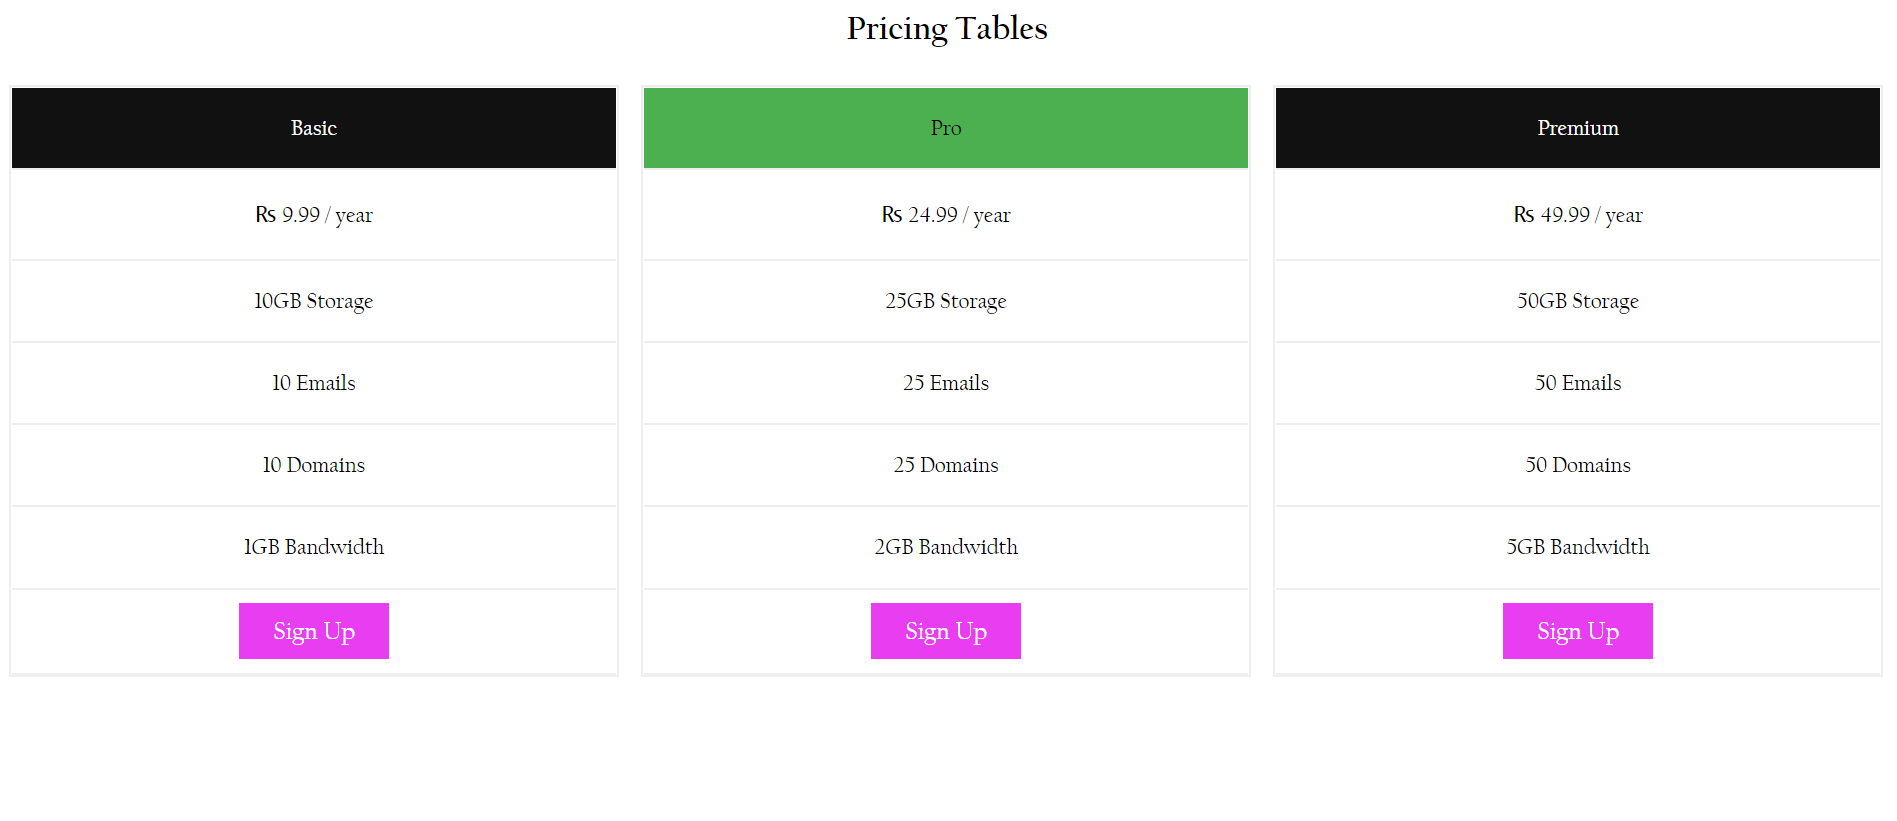 Pricing Tables
Basic
₨ 9.99 / year
10GB Storage
10 Emails
10 Domains
1GB Bandwidth
Sign Up
Pro
₨ 24.99 / year
25GB Storage
25 Emails
25 Domains
2GB Bandwidth
Sign Up
Premium
₨ 49.99 / year
50GB Storage
50 Emails
50 Domains
5GB Bandwidth
Sign Up